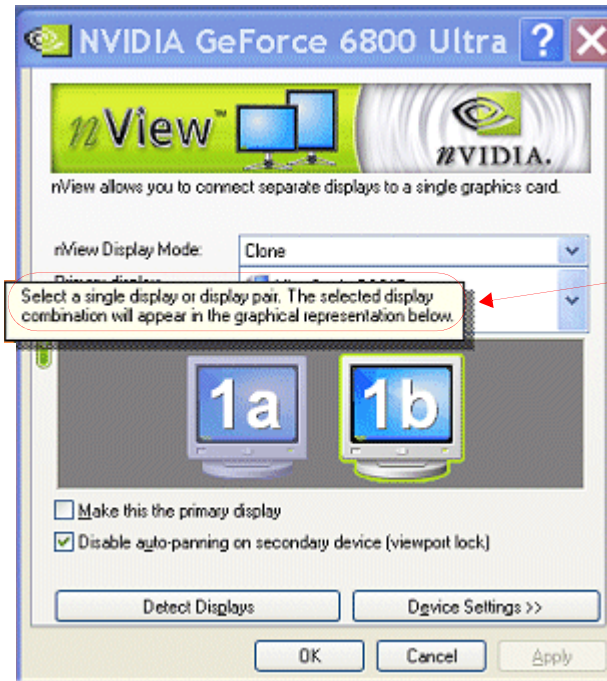 NVIDIA GeForce 6800 Ultra ? X
nView™
nVIDIA.
nView allows you to connect separate displays to a single graphics card.
nView Display Mode: Clone
Select a single display or display pair. The selected display
combination will appear in the graphical representation below.
1a 1b
Make this the primary display
Disable auto-panning on secondary device (viewport lock)
Detect Displays Device Settings >>
OK Cancel Apply